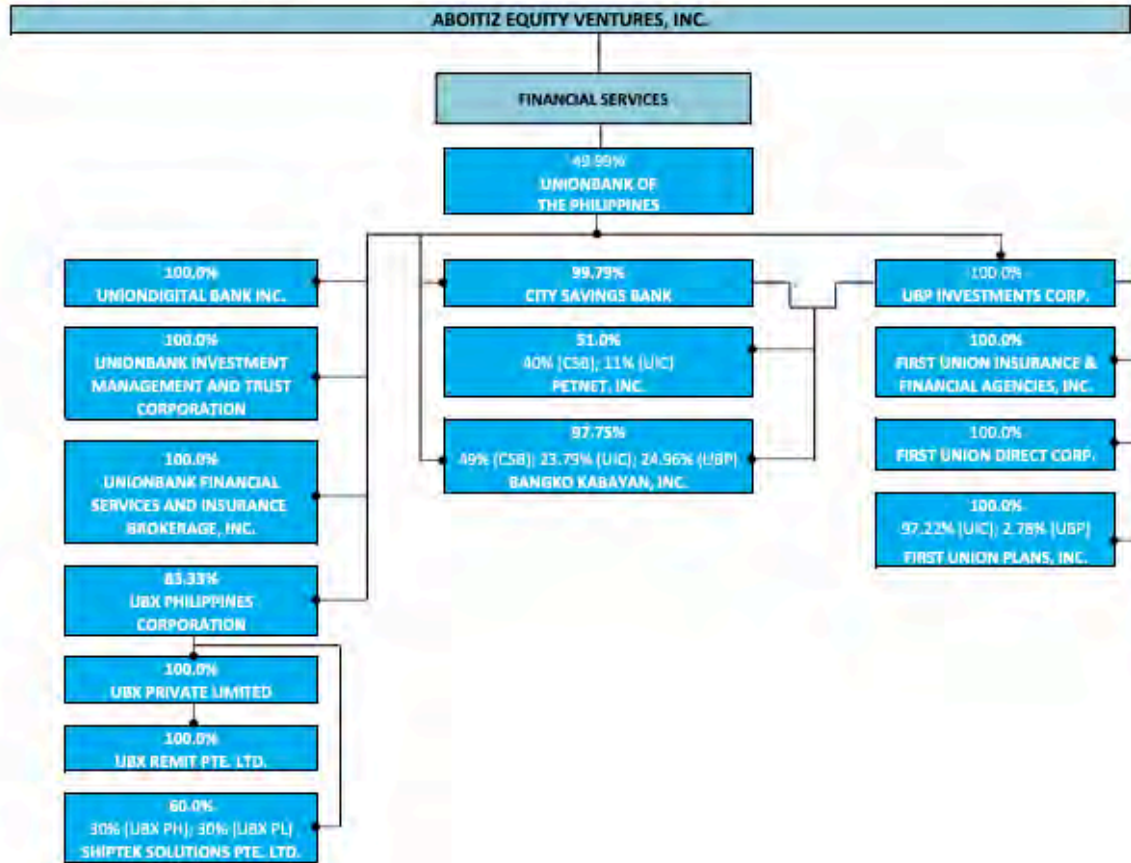 ABOITIZ EQUITY VENTURES, INC.
FINANCIAL SERVICES
49.99%
UNIONBANK OF
THE PHILIPPINES
100.0%
UNIONDIGITAL BANK INC.
100.0%
UNIONBANK INVESTMENT
MANAGEMENT AND TRUST
CORPORATION
100.0%
UNIONBANK FINANCIAL
SERVICES AND INSURANCE
BROKERAGE, INC.
83.33%
UBX PHILIPPINES
CORPORATION
100.0%
UBX PRIVATE LIMITED
100.0%
UBX REMIT PTE. LTD.
60.0%
30% (UBX PH); 30% (UBX PL)
SHIPTEK SOLUTIONS PTE. LTD.
99.79%
CITY SAVINGS BANK
51.0%
40% (CSB); 11% (UIC)
PETNET, INC.
97.75%
49% (CSB); 23.79% (UIC); 24.96% (UBP)
BANGKO KABAYAN, INC.
100.0%
UBP INVESTMENTS CORP.
100.0%
FIRST UNION INSURANCE &
FINANCIAL AGENCIES, INC.
100.0%
FIRST UNION DIRECT CORP.
100.0%
97.22% (UIC); 2.78% (UBP)
FIRST UNION PLANS, INC.